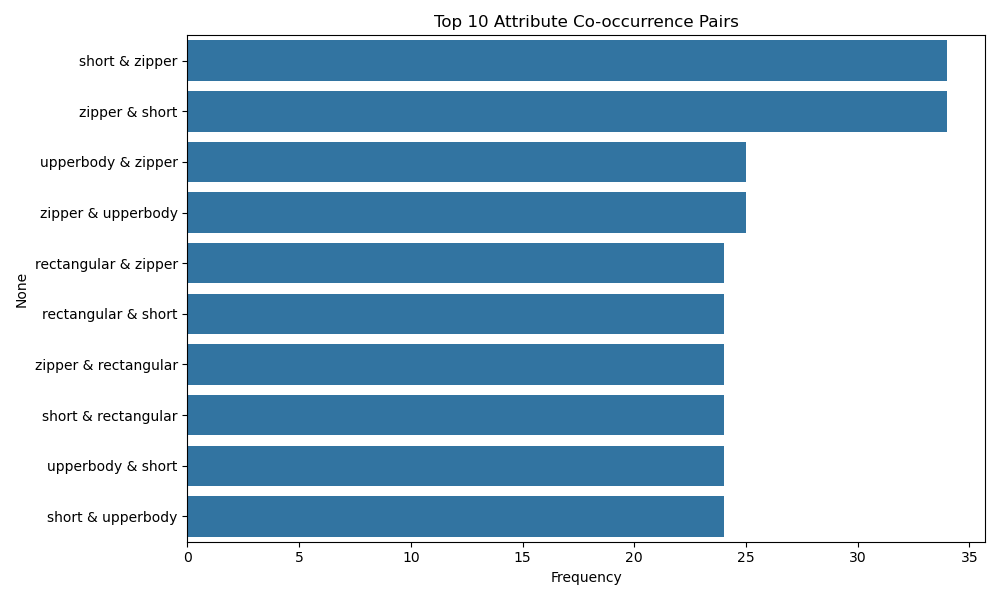 Top 10 Attribute Co-occurrence Pairs
short & zipper
zipper & short
upperbody & zipper
zipper & upperbody
rectangular & zipper
rectangular & short
zipper & rectangular
short & rectangular
upperbody & short
short & upperbody
None
0 5 10 15 20 25 30 35
Frequency